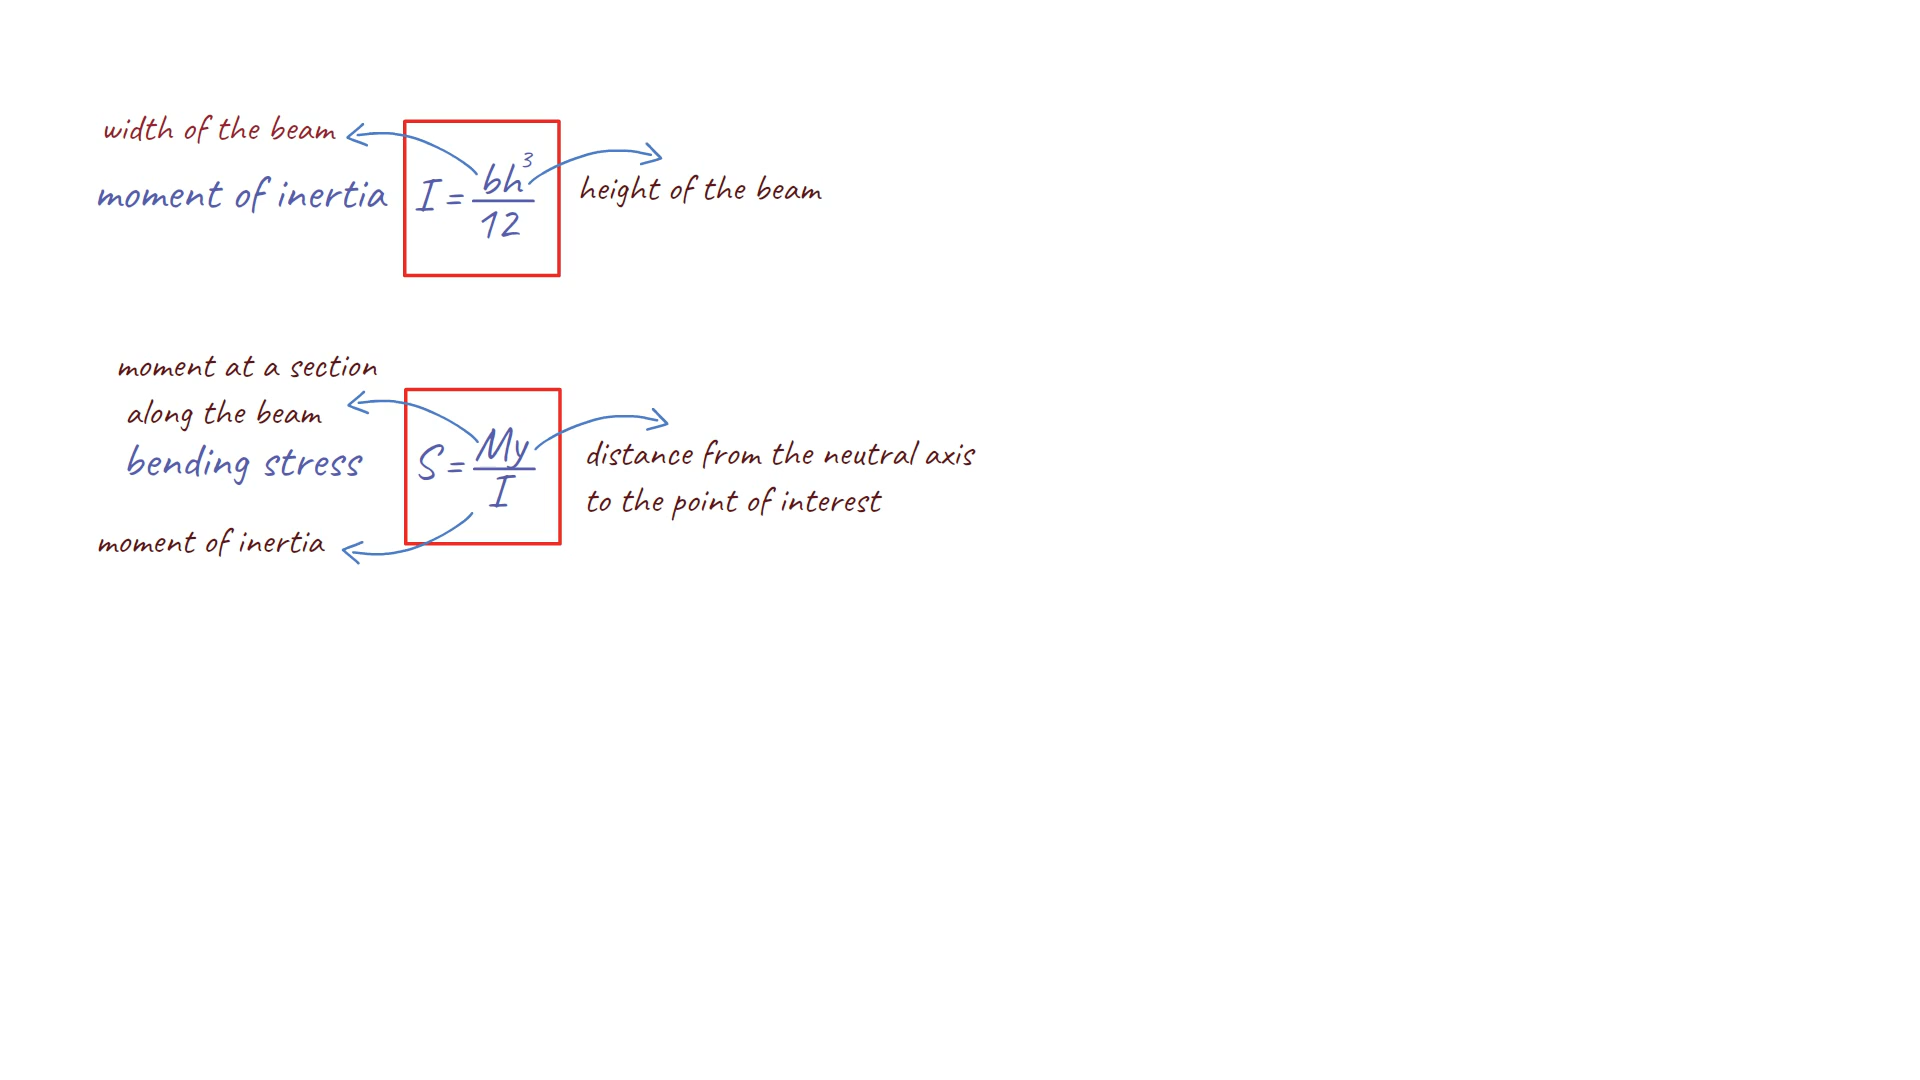 width of the beam
moment of inertia
I = bh³/12
height of the beam
moment at a section
along the beam
bending stress
S = My/I
distance from the neutral axis
to the point of interest
moment of inertia